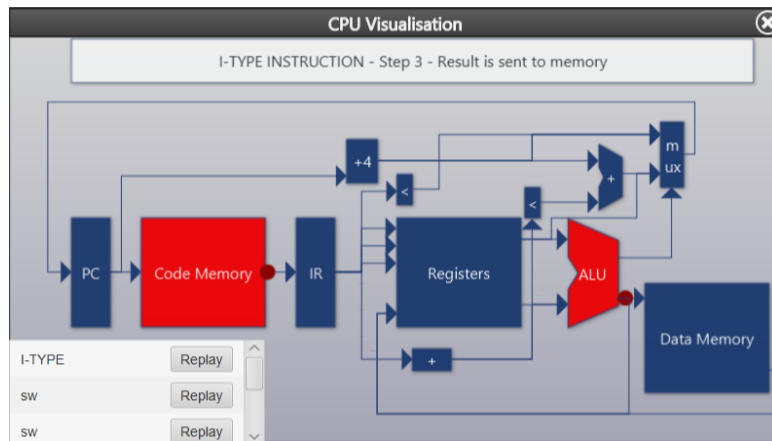 CPU Visualisation
I-TYPE INSTRUCTION - Step 3 - Result is sent to memory
+4
m
ux
<
+
<
PC
Code Memory
IR
Registers
ALU
Data Memory
+
I-TYPE Replay
sw Replay
sw Replay